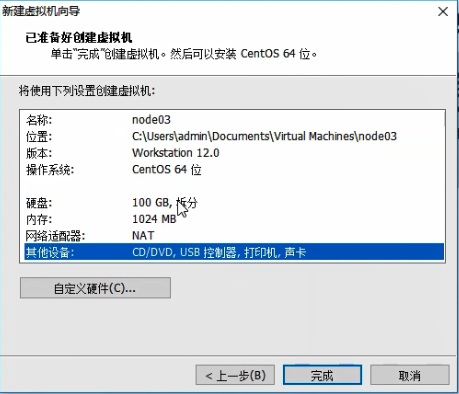 新建虚拟机向导
已准备好创建虚拟机
单击“完成”创建虚拟机。然后可以安装 CentOS 64 位。
将使用下列设置创建虚拟机:
名称: node03
位置: C:\Users\admin\Documents\Virtual Machines\node03
版本: Workstation 12.0
操作系统: CentOS 64 位
硬盘: 100 GB, 拆分
内存: 1024 MB
网络适配器: NAT
其他设备: CD/DVD, USB 控制器, 打印机, 声卡
自定义硬件(C)...
< 上一步(B) 完成 取消